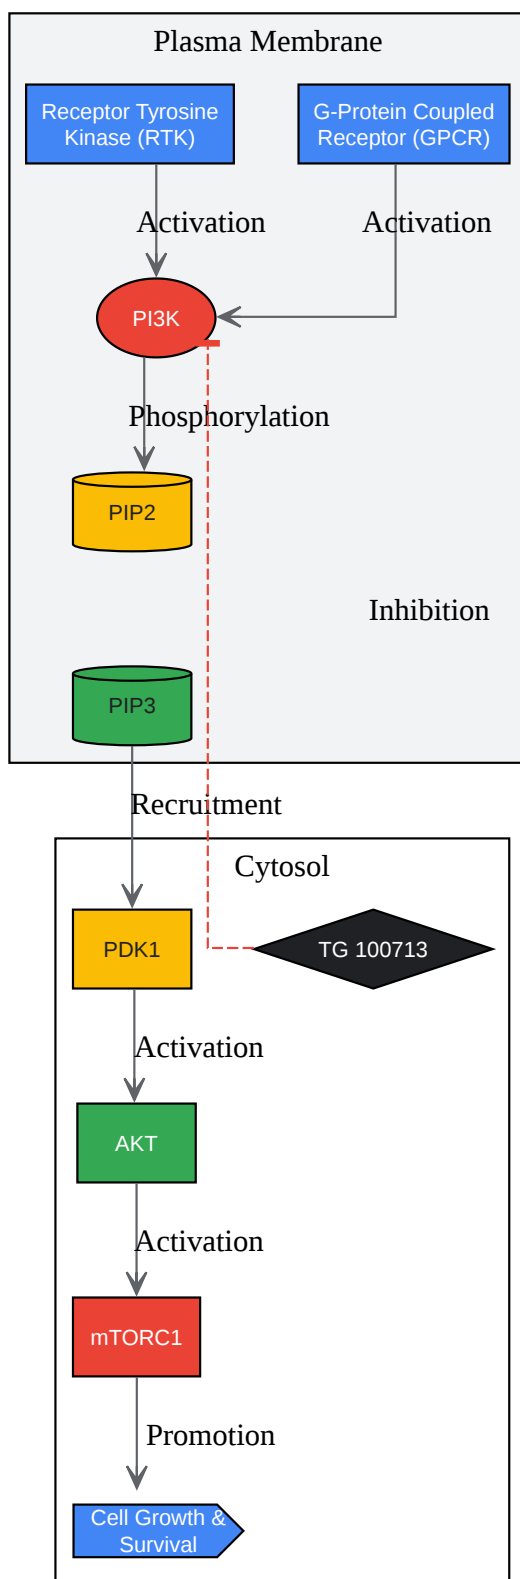 Plasma Membrane
Receptor Tyrosine
Kinase (RTK)
G-Protein Coupled
Receptor (GPCR)
Activation
Activation
PI3K
Phosphorylation
PIP2
Inhibition
PIP3
Recruitment
Cytosol
PDK1
TG 100713
Activation
AKT
Activation
mTORC1
Promotion
Cell Growth &
Survival